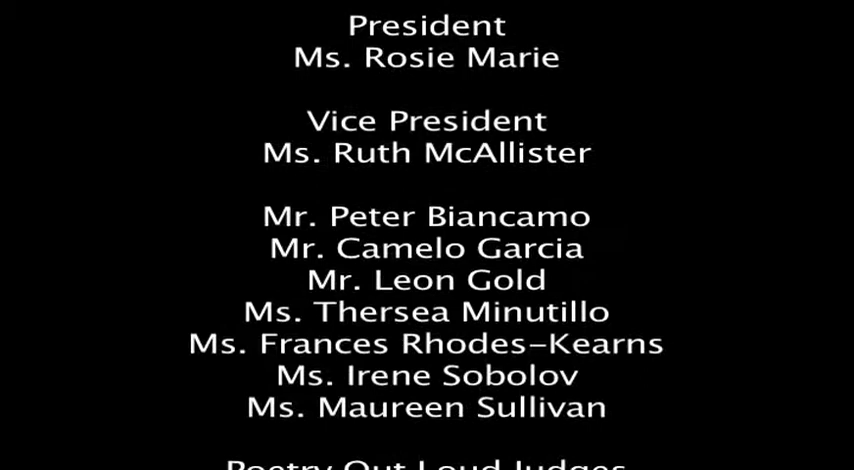 President
Ms. Rosie Marie
Vice President
Ms. Ruth McAllister
Mr. Peter Biancamo
Mr. Camelo Garcia
Mr. Leon Gold
Ms. Thersea Minutillo
Ms. Frances Rhodes-Kearns
Ms. Irene Sobolov
Ms. Maureen Sullivan
Poetry Out Loud Judges